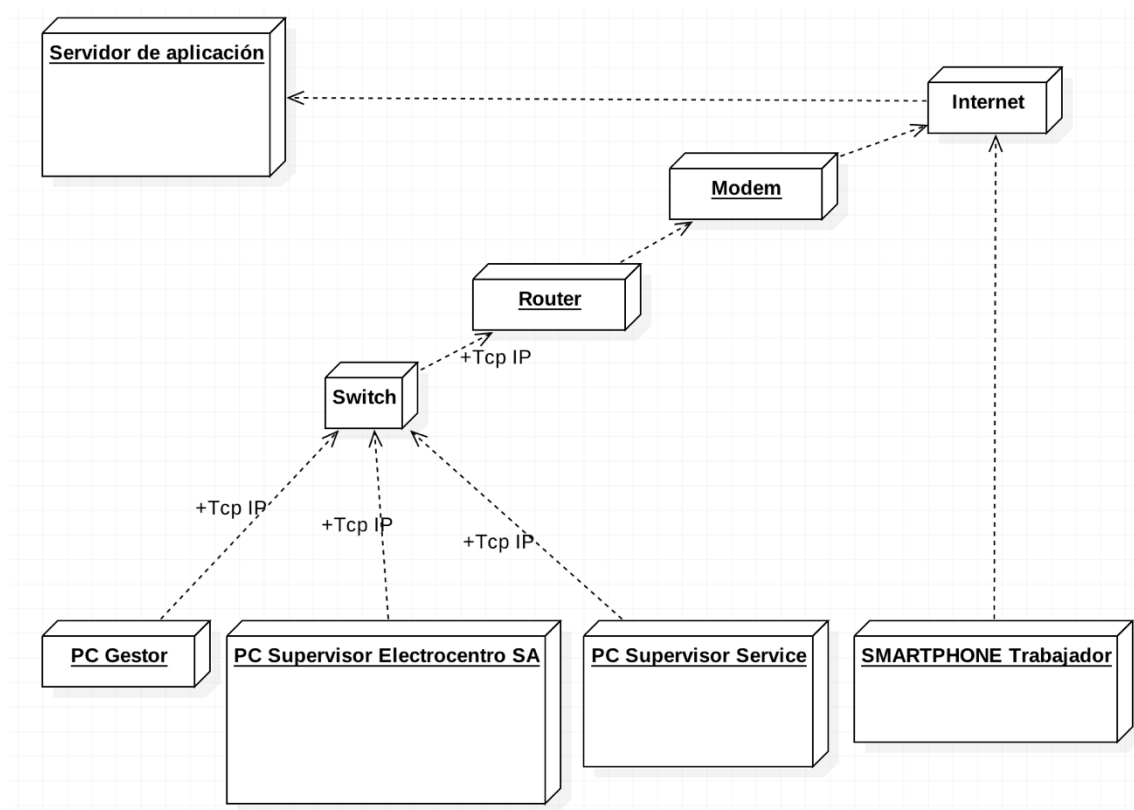 Servidor de aplicación
Internet
Modem
Router
+Tcp IP
Switch
+Tcp IP
+Tcp IP
+Tcp IP
PC Gestor
PC Supervisor Electrocentro SA
PC Supervisor Service
SMARTPHONE Trabajador